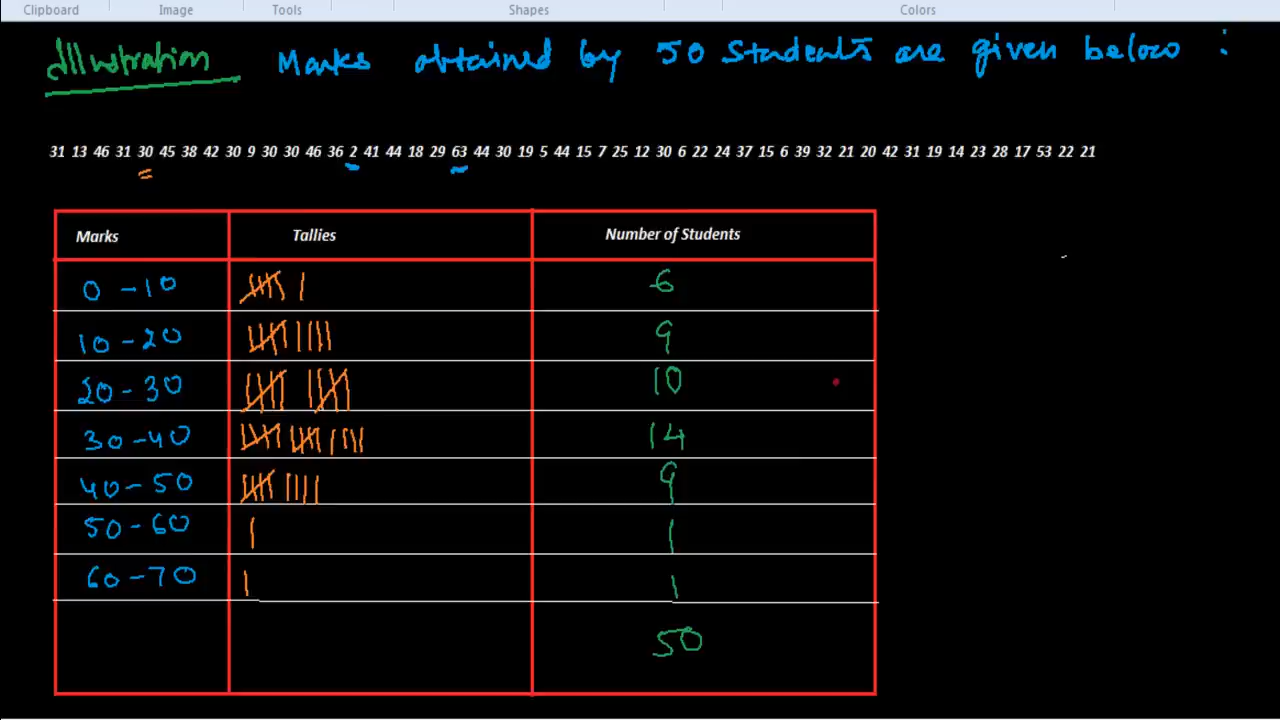 Clipboard Image Tools Shapes Colors
Illustration Marks obtained by 50 Students are given below :
31 13 46 31 30 45 38 42 30 9 30 30 46 36 2 41 44 18 29 63 44 30 19 5 44 15 7 25 12 30 6 22 24 37 15 6 39 32 21 20 42 31 19 14 23 28 17 53 22 21
Marks Tallies Number of Students
0 - 10 6
10 - 20 9
20 - 30 10
30 - 40 14
40 - 50 9
50 - 60 1
60 - 70 1
50